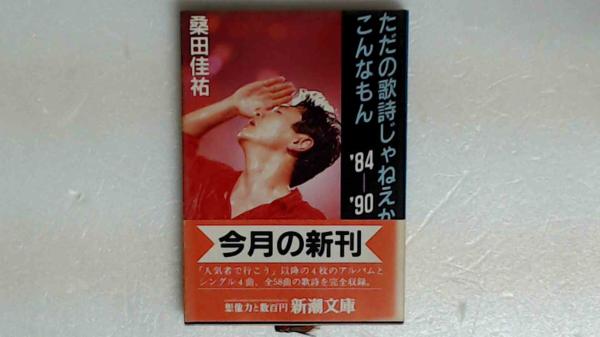 ただの歌詩じゃねえか
こんなもん
'84–'90
桑田佳祐
今月の新刊
「人気者で行こう」以降の4枚のアルバムと
シングル4曲、全58曲の歌詩を完全収録。
想像力と数百円 新潮文庫